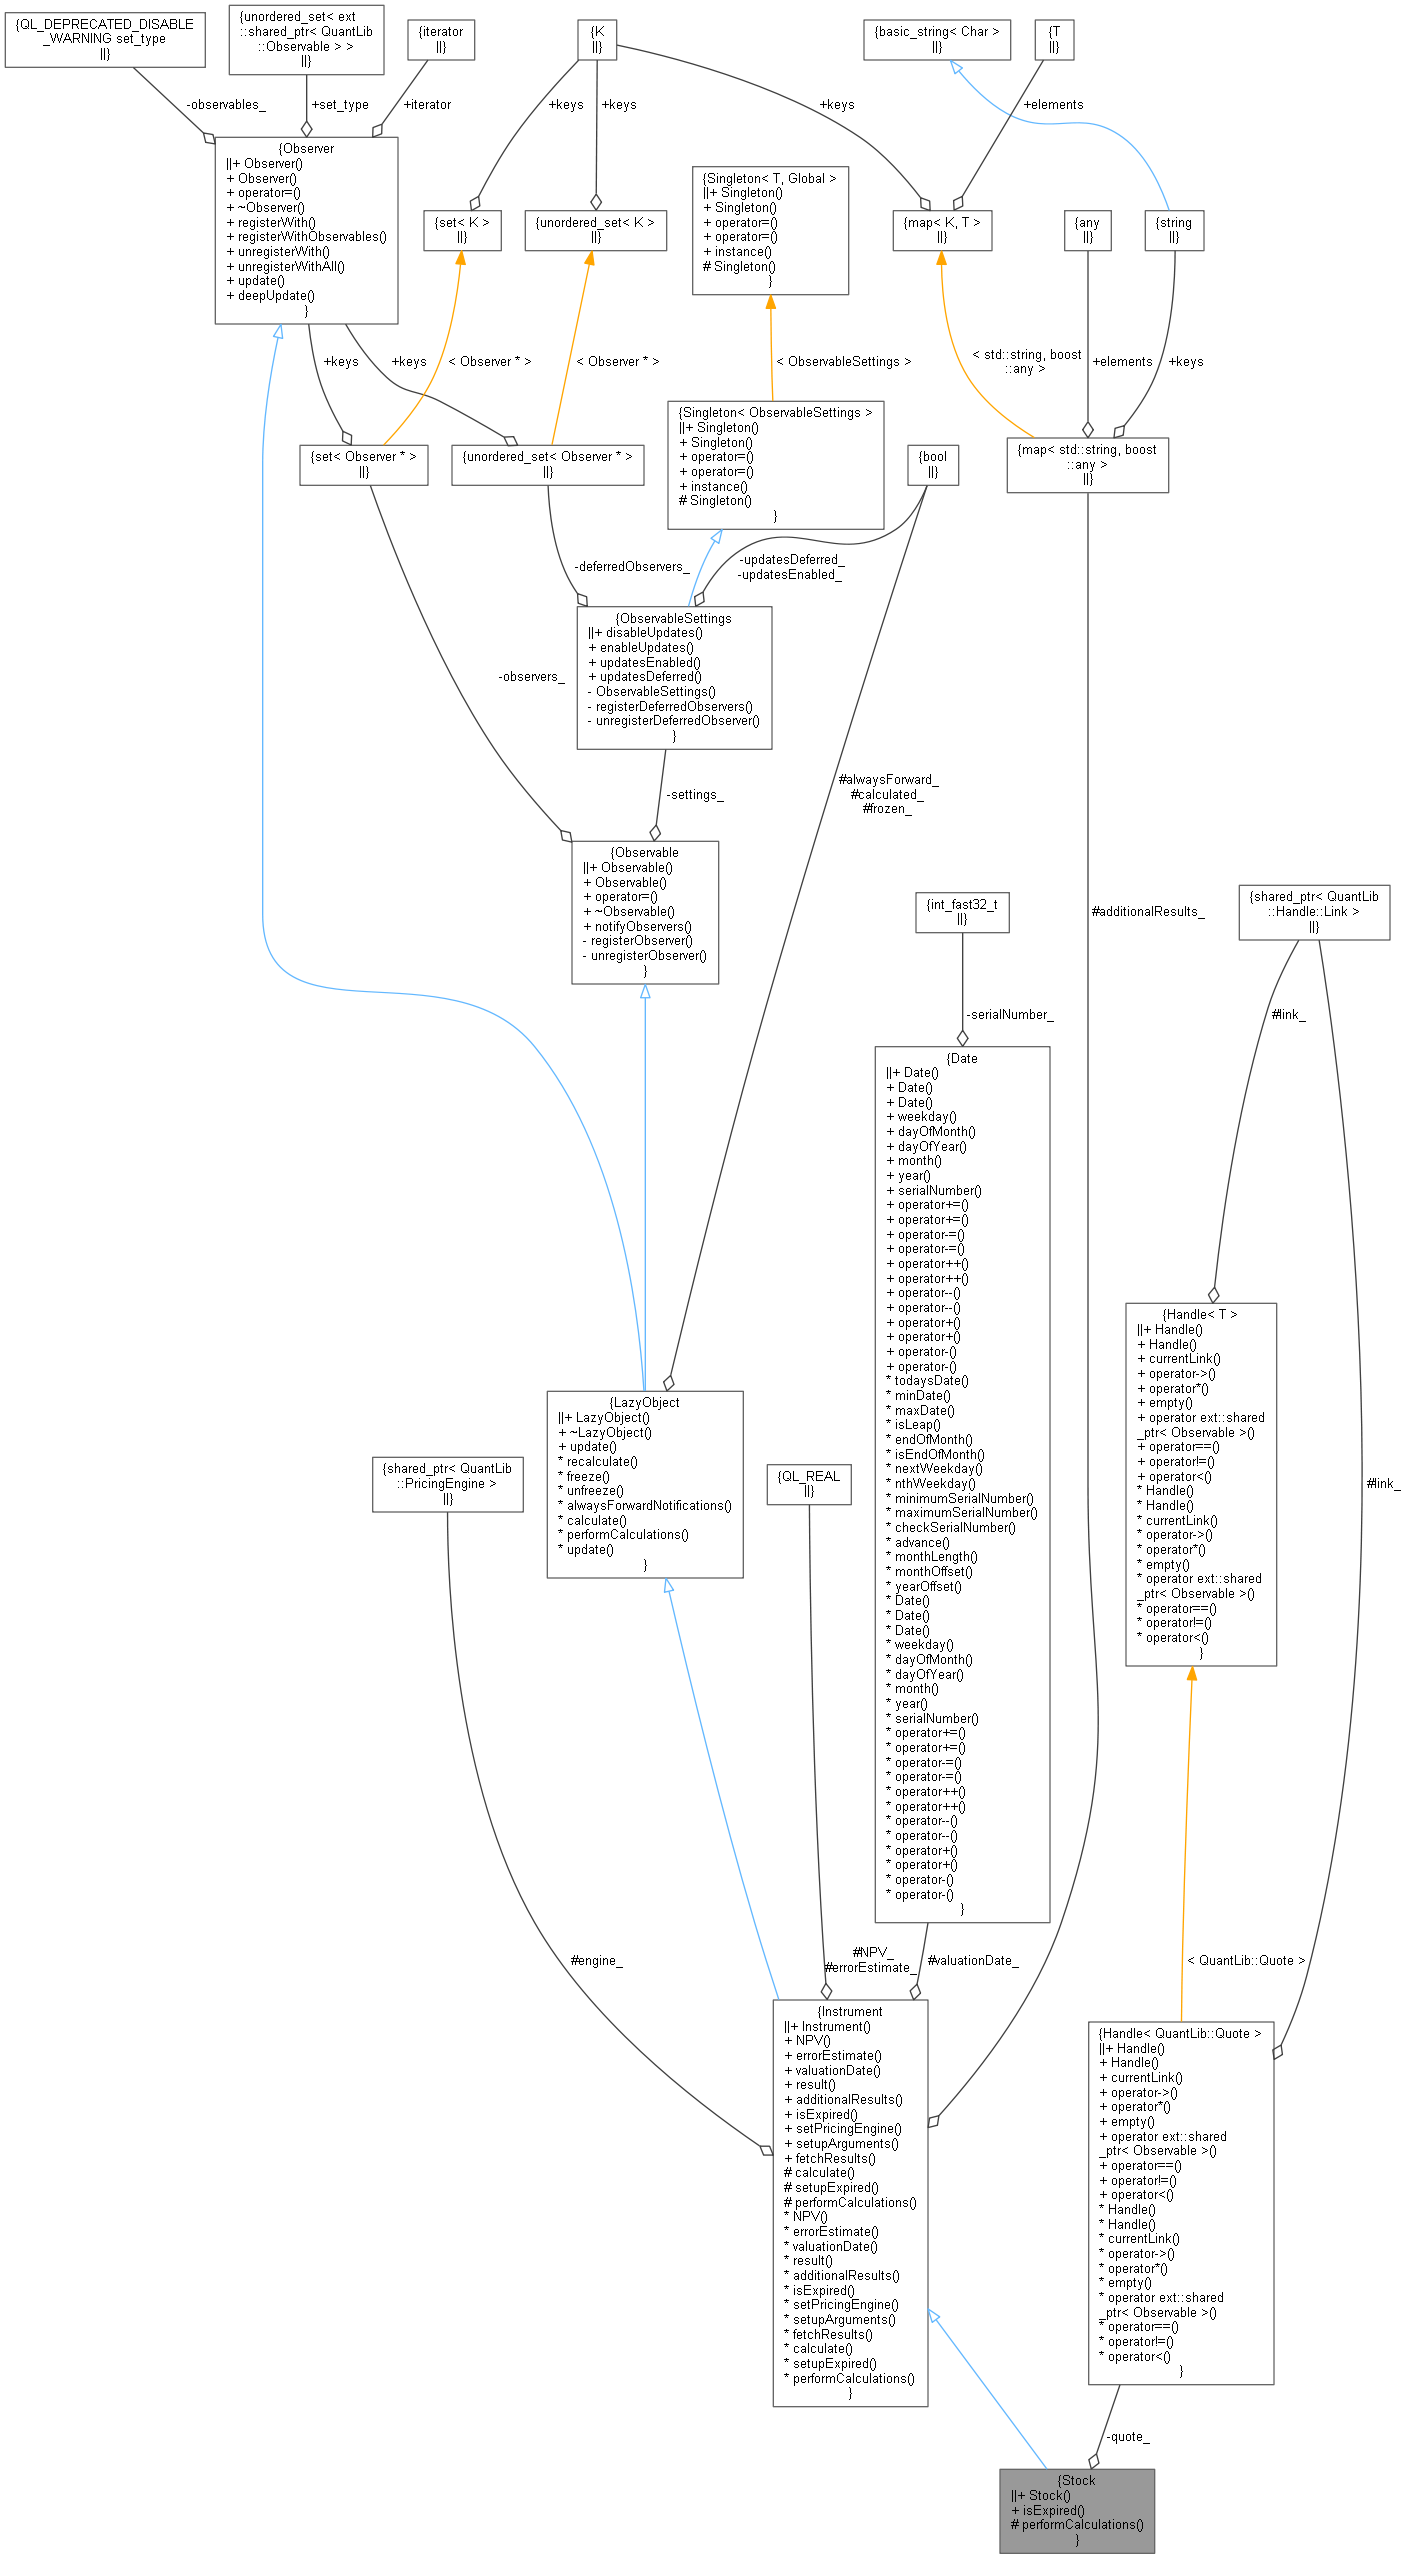 {QL_DEPRECATED_DISABLE
_WARNING set_type
||}
{unordered_set< ext
::shared_ptr< QuantLib
::Observable > >
||}
{iterator
||}
{K
||}
{basic_string< Char >
||}
{T
||}
-observables_
+set_type
+iterator
+keys
+keys
+keys
+elements
{Observer
||+ Observer()
+ Observer()
+ operator=()
+ ~Observer()
+ registerWith()
+ registerWithObservables()
+ unregisterWith()
+ unregisterWithAll()
+ update()
+ deepUpdate()
}
{set< K >
||}
{unordered_set< K >
||}
{Singleton< T, Global >
||+ Singleton()
+ Singleton()
+ operator=()
+ operator=()
+ instance()
# Singleton()
}
{map< K, T >
||}
{any
||}
{string
||}
+keys
+keys
< Observer * >
< Observer * >
< ObservableSettings >
< std::string, boost
::any >
+elements
+keys
{set< Observer * >
||}
{unordered_set< Observer * >
||}
{Singleton< ObservableSettings >
||+ Singleton()
+ Singleton()
+ operator=()
+ operator=()
+ instance()
# Singleton()
}
{bool
||}
{map< std::string, boost
::any >
||}
-deferredObservers_
-updatesDeferred_
-updatesEnabled_
-observers_
{ObservableSettings
||+ disableUpdates()
+ enableUpdates()
+ updatesEnabled()
+ updatesDeferred()
- ObservableSettings()
- registerDeferredObservers()
- unregisterDeferredObserver()
}
-settings_
#alwaysForward_
#calculated_
#frozen_
{Observable
||+ Observable()
+ Observable()
+ operator=()
+ ~Observable()
+ notifyObservers()
- registerObserver()
- unregisterObserver()
}
{int_fast32_t
||}
#additionalResults_
{shared_ptr< QuantLib
::Handle::Link >
||}
-serialNumber_
#link_
{Date
||+ Date()
+ Date()
+ Date()
+ weekday()
+ dayOfMonth()
+ dayOfYear()
+ month()
+ year()
+ serialNumber()
+ operator+=()
+ operator+=()
+ operator-=()
+ operator-=()
+ operator++()
+ operator++()
+ operator--()
+ operator--()
+ operator+()
+ operator+()
+ operator-()
+ operator-()
* todaysDate()
* minDate()
* maxDate()
* isLeap()
* endOfMonth()
* isEndOfMonth()
* nextWeekday()
* nthWeekday()
* minimumSerialNumber()
* maximumSerialNumber()
* checkSerialNumber()
* advance()
* monthLength()
* monthOffset()
* yearOffset()
* Date()
* Date()
* Date()
* weekday()
* dayOfMonth()
* dayOfYear()
* month()
* year()
* serialNumber()
* operator+=()
* operator+=()
* operator-=()
* operator-=()
* operator++()
* operator++()
* operator--()
* operator--()
* operator+()
* operator+()
* operator-()
* operator-()
}
{Handle< T >
||+ Handle()
+ Handle()
+ currentLink()
+ operator->()
+ operator*()
+ empty()
+ operator ext::shared
_ptr< Observable >()
+ operator==()
+ operator!=()
+ operator<()
* Handle()
* Handle()
* currentLink()
* operator->()
* operator*()
* empty()
* operator ext::shared
_ptr< Observable >()
* operator==()
* operator!=()
* operator<()
}
#link_
{LazyObject
||+ LazyObject()
+ ~LazyObject()
+ update()
* recalculate()
* freeze()
* unfreeze()
* alwaysForwardNotifications()
* calculate()
* performCalculations()
* update()
}
{shared_ptr< QuantLib
::PricingEngine >
||}
{QL_REAL
||}
#engine_
#NPV_
#errorEstimate_
#valuationDate_
< QuantLib::Quote >
{Instrument
||+ Instrument()
+ NPV()
+ errorEstimate()
+ valuationDate()
+ result()
+ additionalResults()
+ isExpired()
+ setPricingEngine()
+ setupArguments()
+ fetchResults()
# calculate()
# setupExpired()
# performCalculations()
* NPV()
* errorEstimate()
* valuationDate()
* result()
* additionalResults()
* isExpired()
* setPricingEngine()
* setupArguments()
* fetchResults()
* calculate()
* setupExpired()
* performCalculations()
}
{Handle< QuantLib::Quote >
||+ Handle()
+ Handle()
+ currentLink()
+ operator->()
+ operator*()
+ empty()
+ operator ext::shared
_ptr< Observable >()
+ operator==()
+ operator!=()
+ operator<()
* Handle()
* Handle()
* currentLink()
* operator->()
* operator*()
* empty()
* operator ext::shared
_ptr< Observable >()
* operator==()
* operator!=()
* operator<()
}
-quote_
{Stock
||+ Stock()
+ isExpired()
# performCalculations()
}